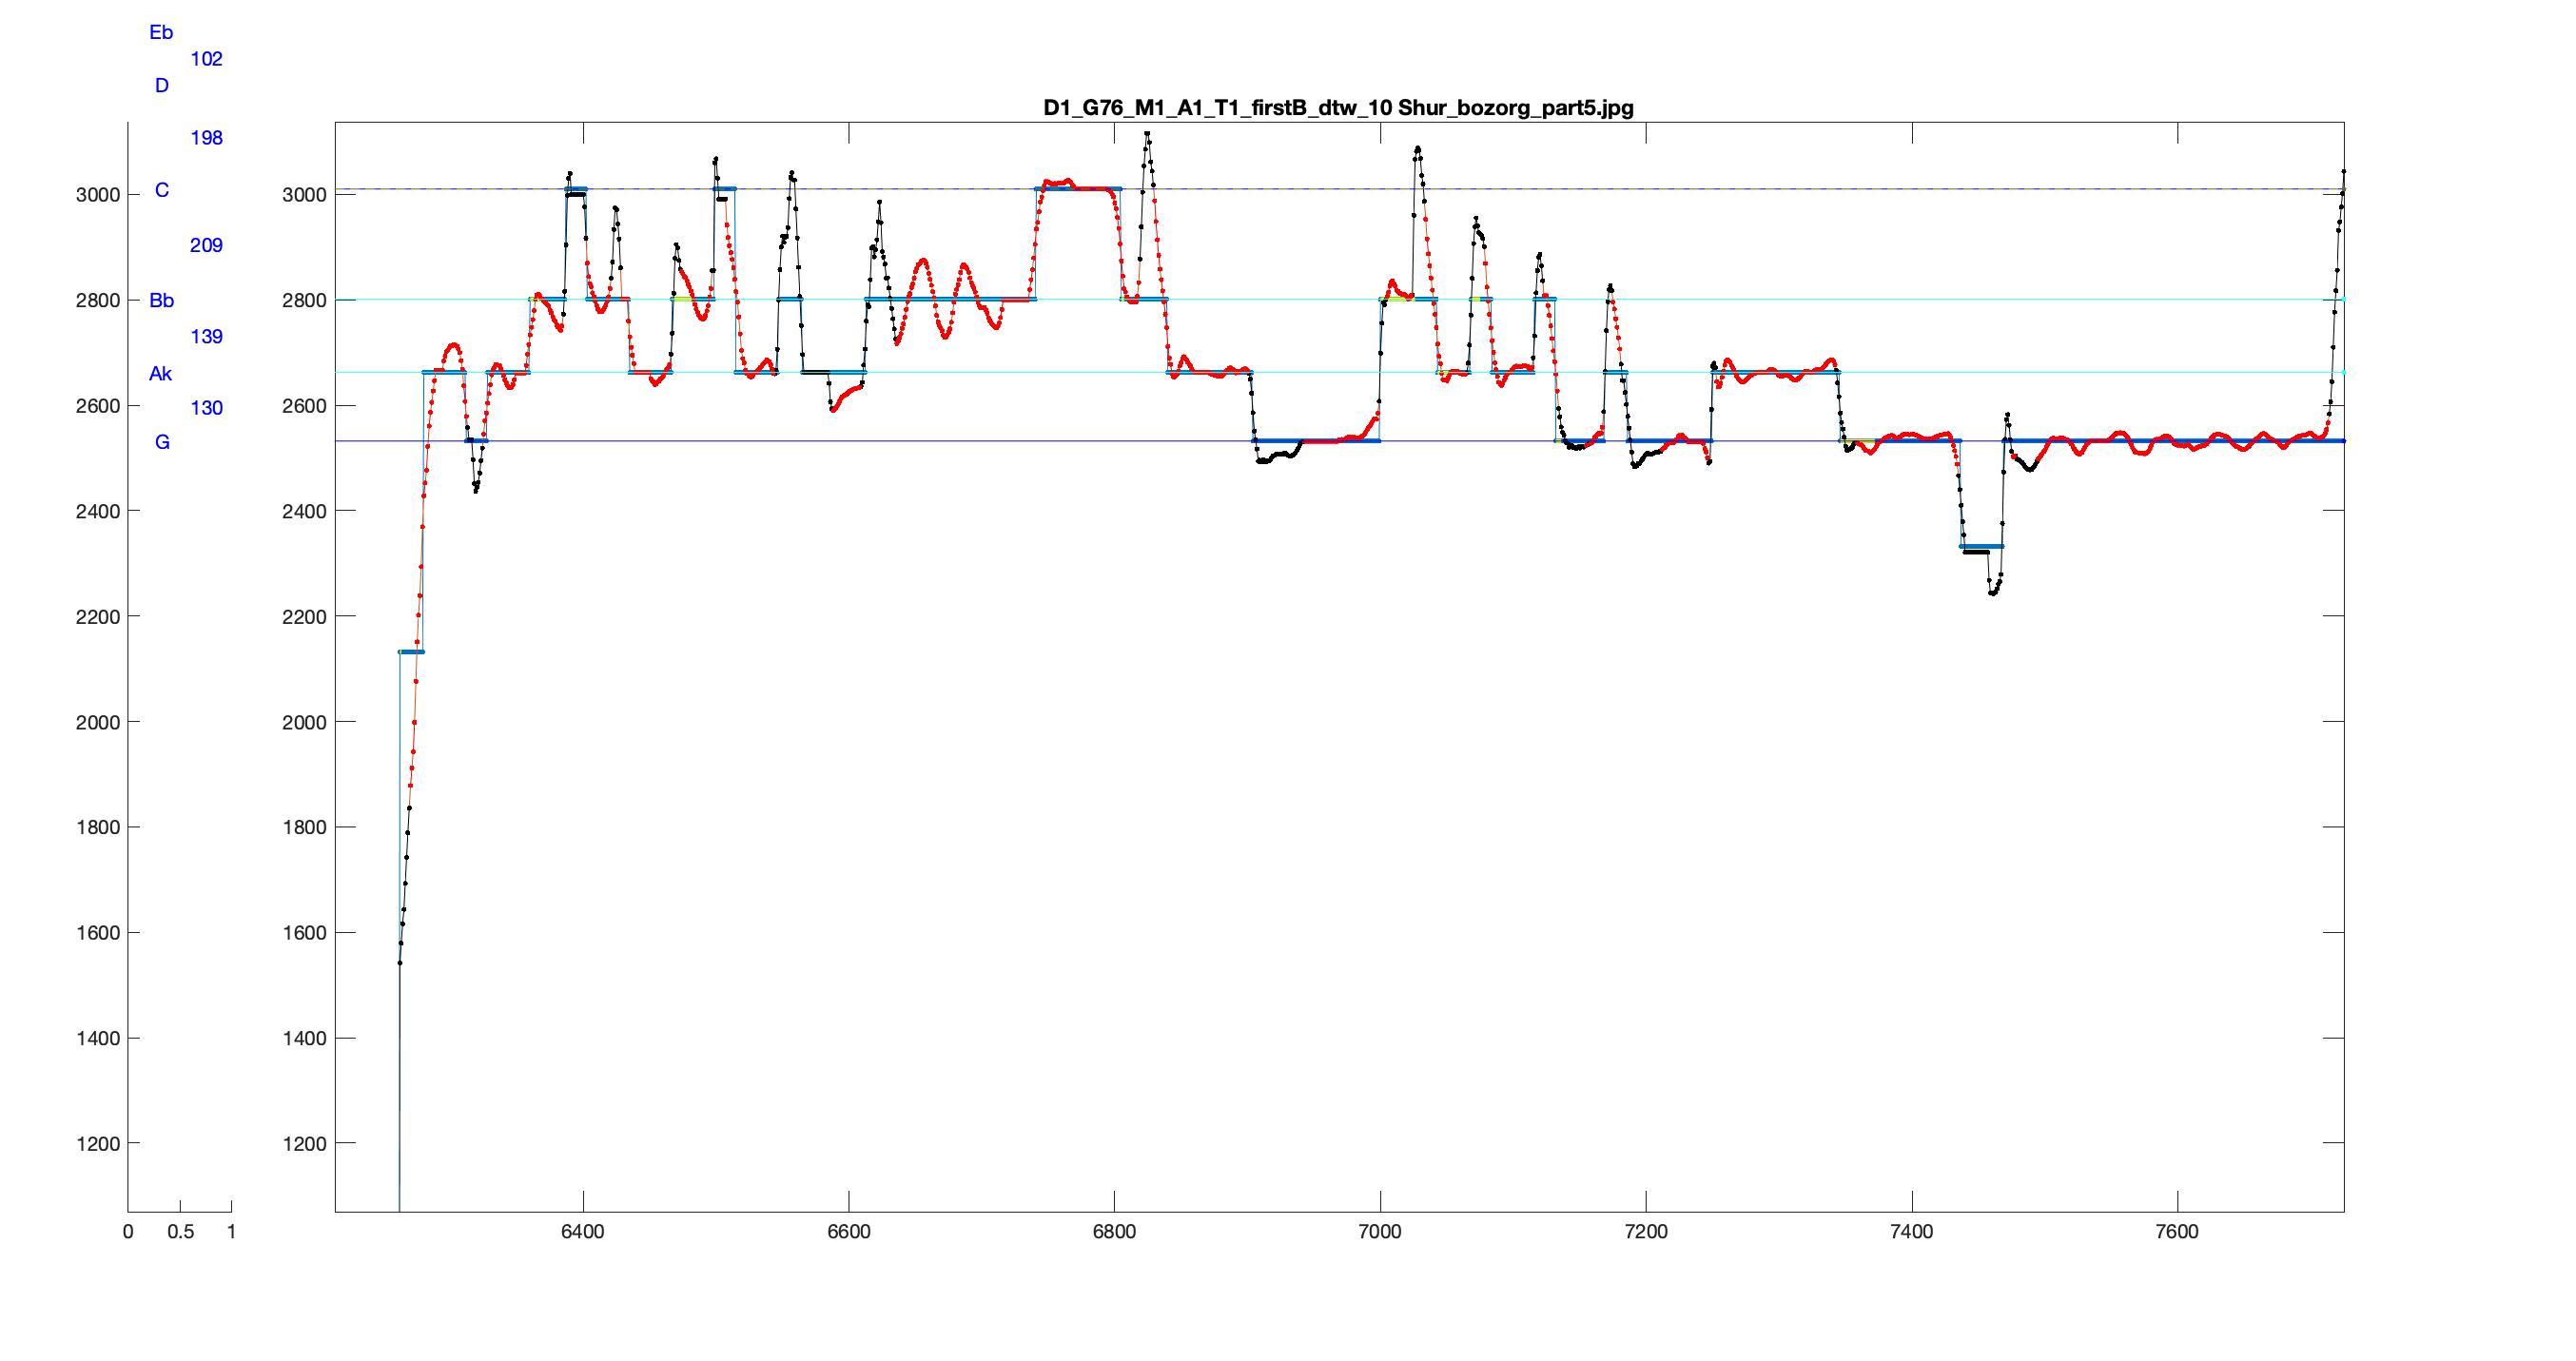 Eb
102
D
D1_G76_M1_A1_T1_firstB_dtw_10 Shur_bozorg_part5.jpg
198
3000 C 3000
209
2800 Bb 2800
139
Ak
2600 130 2600
G
2400 2400
2200 2200
2000 2000
1800 1800
1600 1600
1400 1400
1200 1200
0 0.5 1 6400 6600 6800 7000 7200 7400 7600